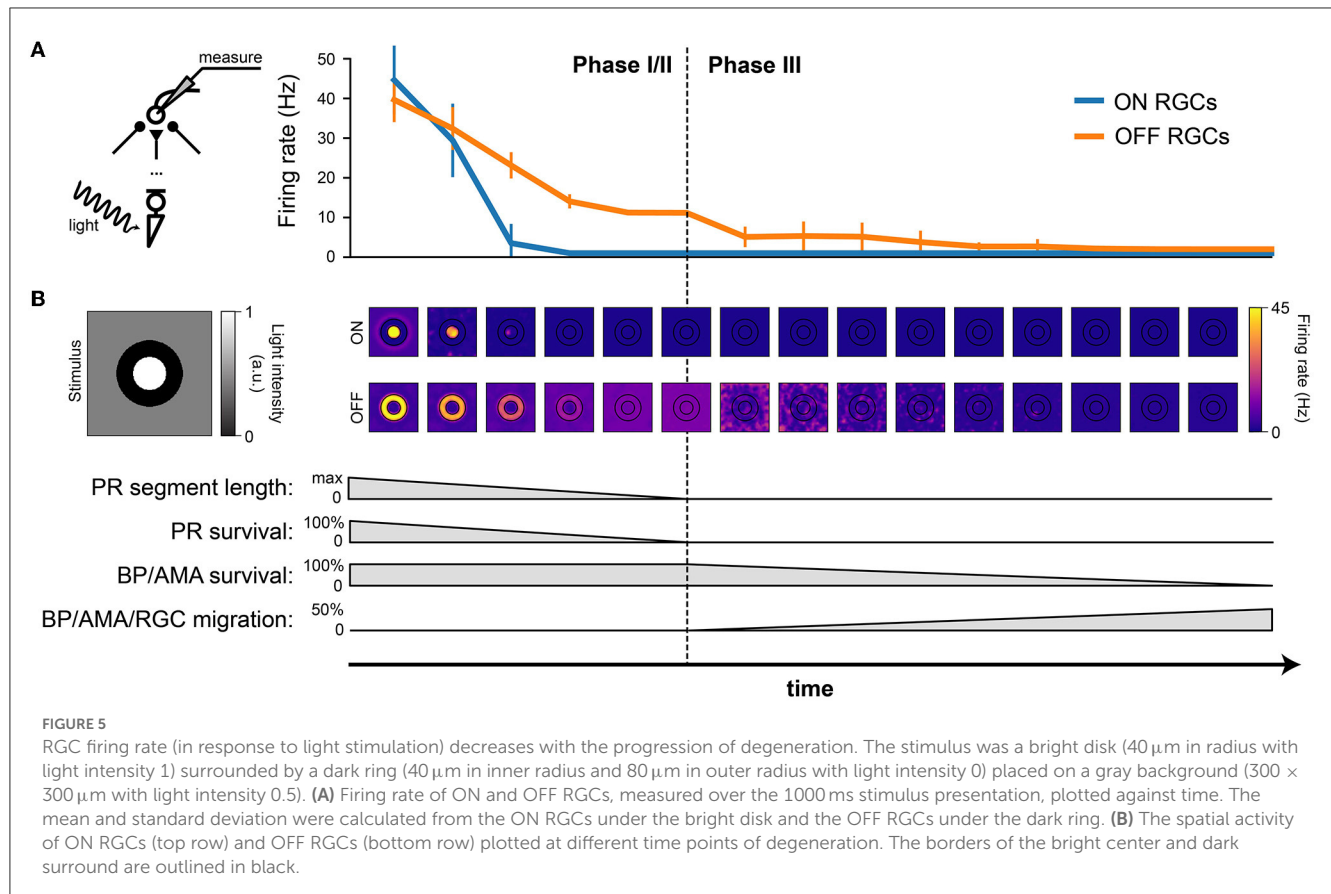 A
measure
...
light
Firing rate (Hz)
50
40
30
20
10
0
Phase I/II
Phase III
ON RGCs
OFF RGCs
B
Stimulus
1
Light intensity
(a.u.)
0
ON
OFF
45
Firing rate
(Hz)
0
PR segment length:
max
0
PR survival:
100%
0
BP/AMA survival:
100%
0
BP/AMA/RGC migration:
50%
0
time
FIGURE 5
RGC firing rate (in response to light stimulation) decreases with the progression of degeneration. The stimulus was a bright disk (40 μm in radius with
light intensity 1) surrounded by a dark ring (40 μm in inner radius and 80 μm in outer radius with light intensity 0) placed on a gray background (300 ×
300 μm with light intensity 0.5). (A) Firing rate of ON and OFF RGCs, measured over the 1000 ms stimulus presentation, plotted against time. The
mean and standard deviation were calculated from the ON RGCs under the bright disk and the OFF RGCs under the dark ring. (B) The spatial activity
of ON RGCs (top row) and OFF RGCs (bottom row) plotted at different time points of degeneration. The borders of the bright center and dark
surround are outlined in black.